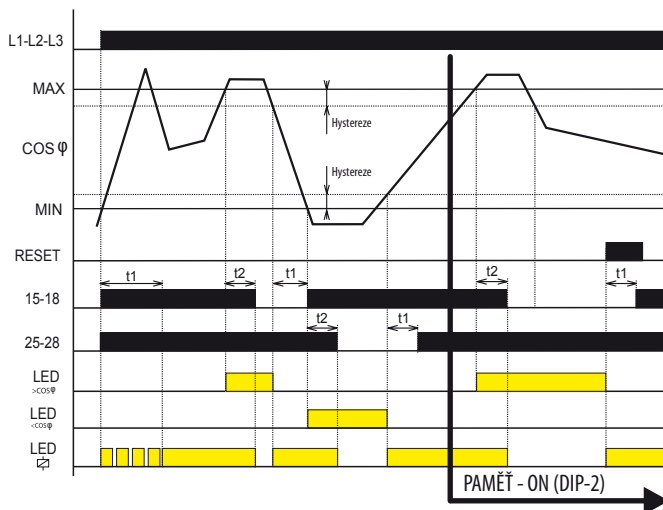 L1-L2-L3
MAX
Hystereze
COS φ
Hystereze
MIN
RESET
t1 t2 t1 t2 t1
15-18
t2 t1
25-28
LED
>cosφ
LED
<cosφ
LED
PAMĚŤ - ON (DIP-2)